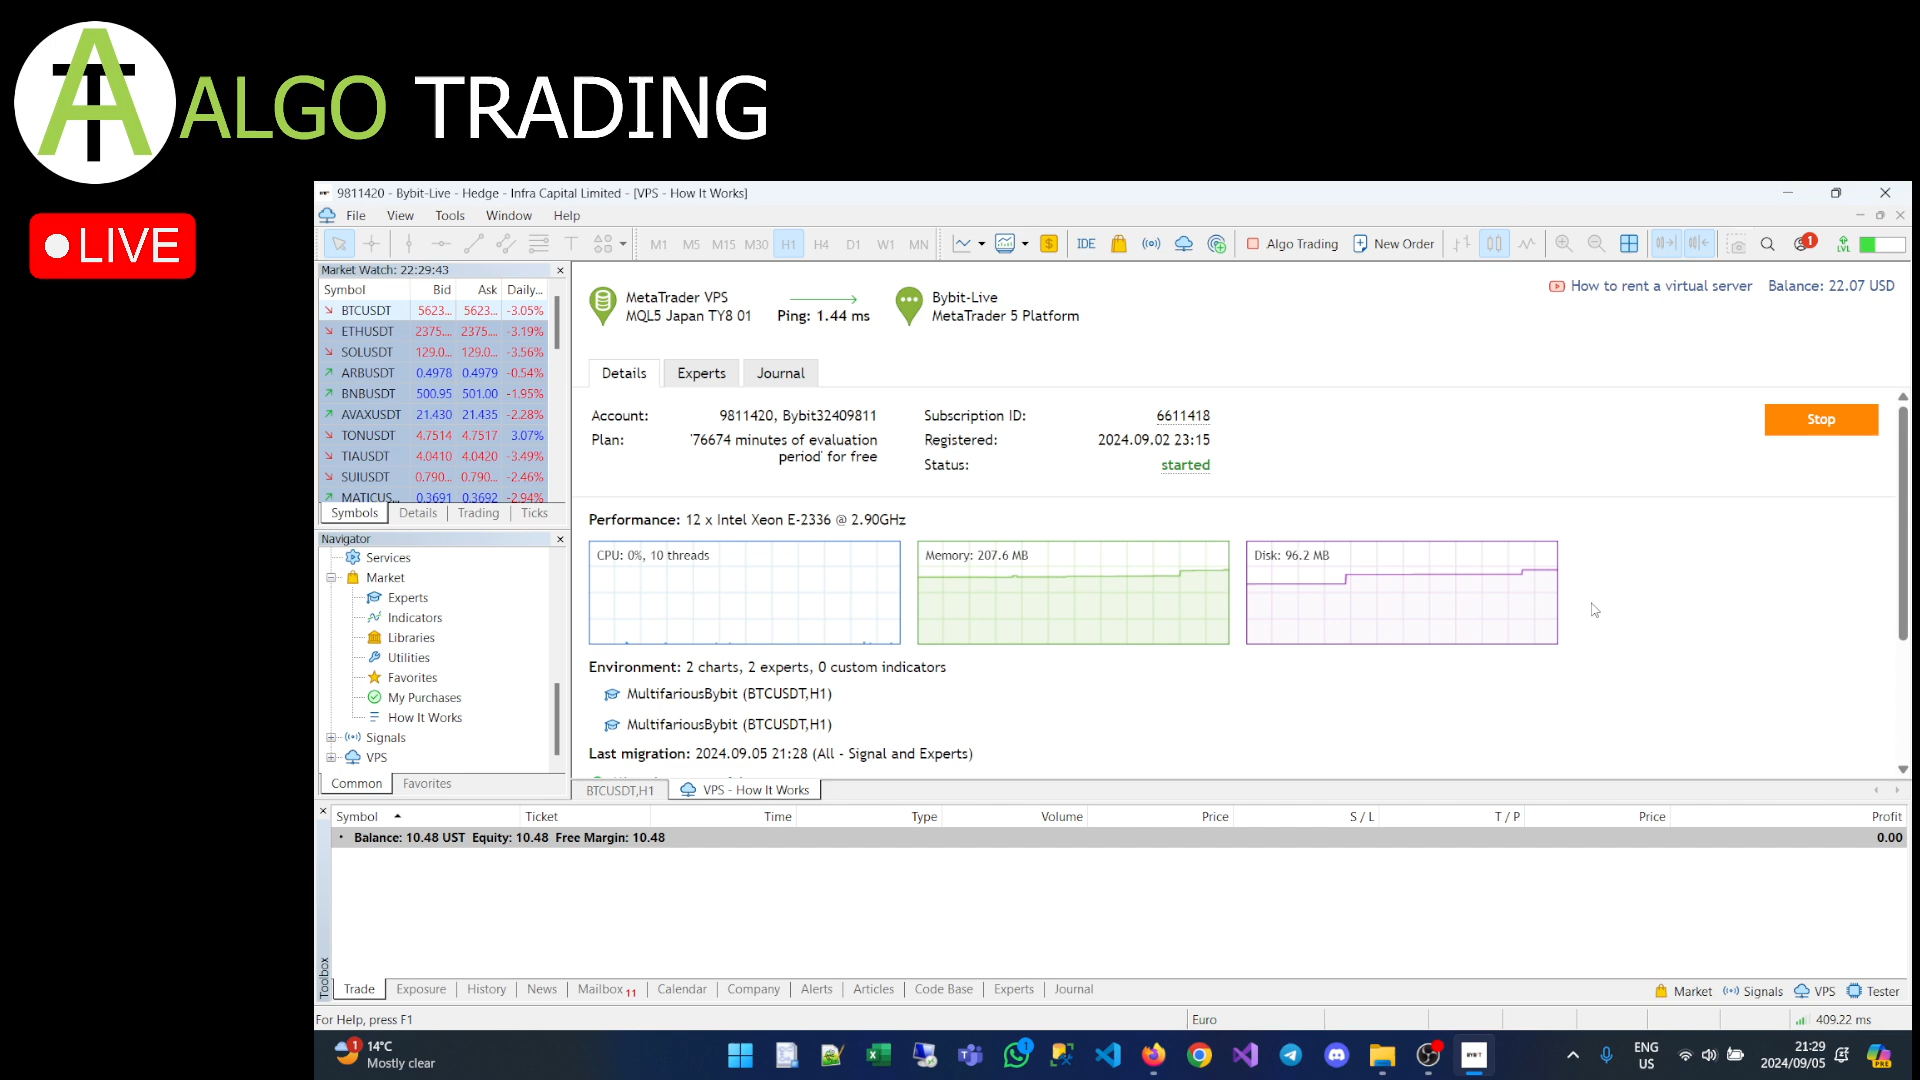 ALGO TRADING
LIVE
9811420 - Bybit-Live - Hedge - Infra Capital Limited - [VPS - How It Works]
File View Tools Window Help
M1 M5 M15 M30 H1 H4 D1 W1 MN IDE Algo Trading New Order 1 LVL
Market Watch: 22:29:43
Symbol Bid Ask Daily...
BTCUSDT 5623... 5623... -3.05%
ETHUSDT 2375.... 2375.... -3.19%
SOLUSDT 129.0... 129.0... -3.56%
ARBUSDT 0.4978 0.4979 -0.54%
BNBUSDT 500.95 501.00 -1.95%
AVAXUSDT 21.430 21.435 -2.28%
TONUSDT 4.7514 4.7517 3.07%
TIAUSDT 4.0410 4.0420 -3.49%
SUIUSDT 0.790... 0.790... -2.46%
MATICUS... 0.3691 0.3692 -2.94%
Symbols Details Trading Ticks
Navigator
Services
Market
Experts
Indicators
Libraries
Utilities
Favorites
My Purchases
How It Works
Signals
VPS
Common Favorites
MetaTrader VPS
MQL5 Japan TY8 01
Ping: 1.44 ms
Bybit-Live
MetaTrader 5 Platform
How to rent a virtual server Balance: 22.07 USD
Details Experts Journal
Account: 9811420, Bybit32409811
Plan: '76674 minutes of evaluation
period' for free
Subscription ID: 6611418
Registered: 2024.09.02 23:15
Status: started
Stop
Performance: 12 x Intel Xeon E-2336 @ 2.90GHz
CPU: 0%, 10 threads
Memory: 207.6 MB
Disk: 96.2 MB
Environment: 2 charts, 2 experts, 0 custom indicators
MultifariousBybit (BTCUSDT,H1)
MultifariousBybit (BTCUSDT,H1)
Last migration: 2024.09.05 21:28 (All - Signal and Experts)
BTCUSDT,H1 VPS - How It Works
Symbol Ticket Time Type Volume Price S / L T / P Price Profit
Balance: 10.48 UST Equity: 10.48 Free Margin: 10.48 0.00
Toolbox
Trade Exposure History News Mailbox 11 Calendar Company Alerts Articles Code Base Experts Journal
Market Signals VPS Tester
For Help, press F1 Euro 409.22 ms
1 14°C
Mostly clear
1
BYBIT
ENG
US
21:29
2024/09/05
PRE